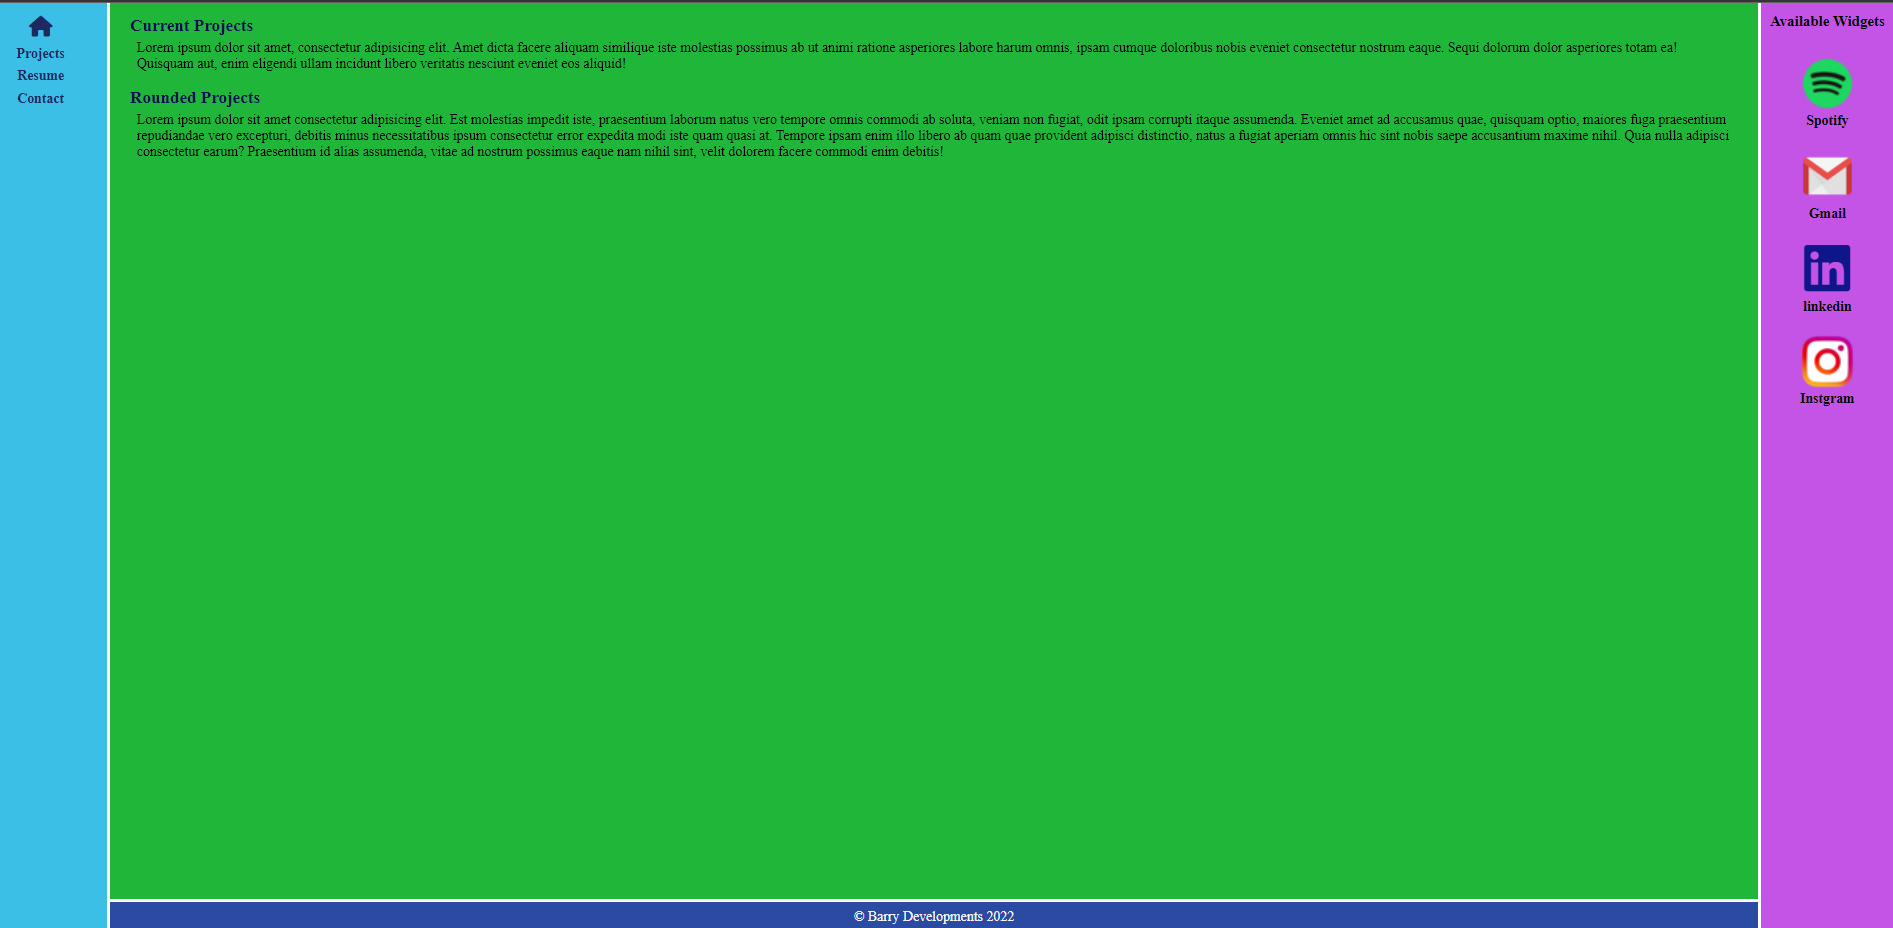 Projects
Resume
Contact
Current Projects
Lorem ipsum dolor sit amet, consectetur adipisicing elit. Amet dicta facere aliquam similique iste molestias possimus ab ut animi ratione asperiores labore harum omnis, ipsam cumque doloribus nobis eveniet consectetur nostrum eaque. Sequi dolorum dolor asperiores totam ea!
Quisquam aut, enim eligendi ullam incidunt libero veritatis nesciunt eveniet eos aliquid!
Rounded Projects
Lorem ipsum dolor sit amet consectetur adipisicing elit. Est molestias impedit iste, praesentium laborum natus vero tempore omnis commodi ab soluta, veniam non fugiat, odit ipsam corrupti itaque assumenda. Eveniet amet ad accusamus quae, quisquam optio, maiores fuga praesentium
repudiandae vero excepturi, debitis minus necessitatibus ipsum consectetur error expedita modi iste quam quasi at. Tempore ipsam enim illo libero ab quam quae provident adipisci distinctio, natus a fugiat aperiam omnis hic sint nobis saepe accusantium maxime nihil. Quia nulla adipisci
consectetur earum? Praesentium id alias assumenda, vitae ad nostrum possimus eaque nam nihil sint, velit dolorem facere commodi enim debitis!
Available Widgets
Spotify
Gmail
in
linkedin
Instgram
© Barry Developments 2022